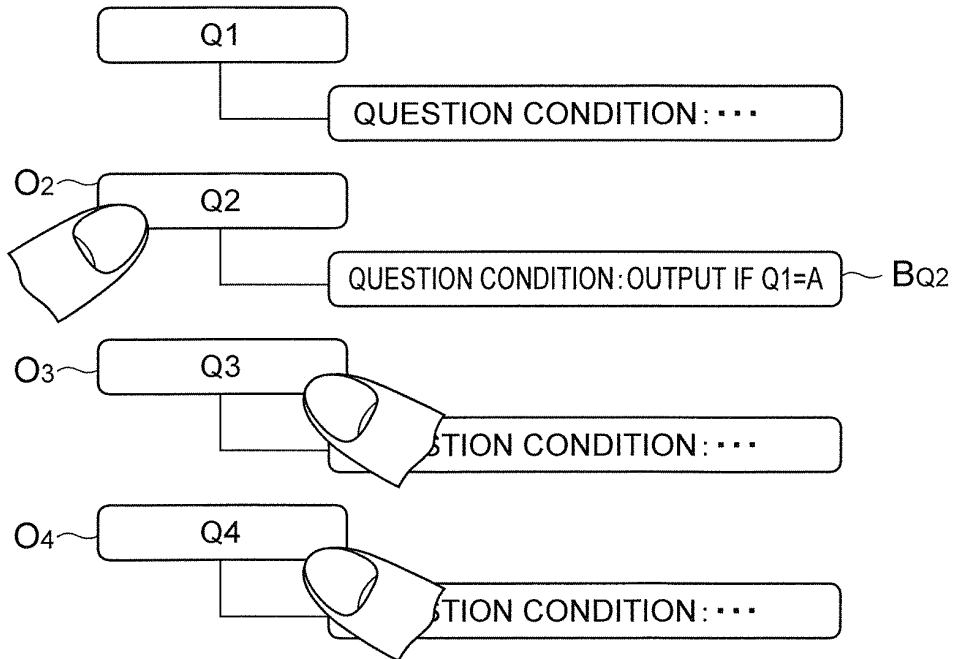 Q1
QUESTION CONDITION: ···
O2
Q2
QUESTION CONDITION: OUTPUT IF Q1=A
BQ2
O3
Q3
STION CONDITION: ···
O4
Q4
STION CONDITION: ···